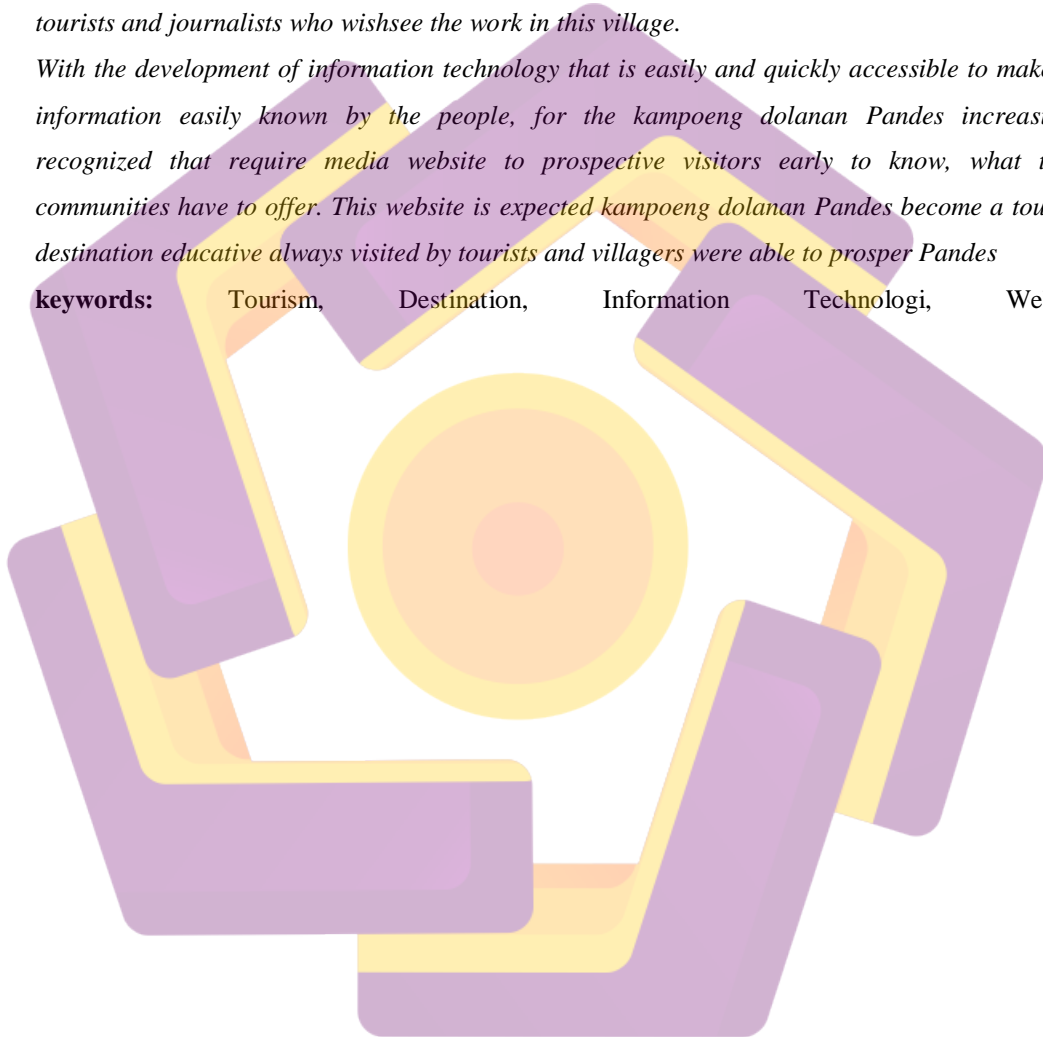 tourists and journalists who wishsee the work in this village.
With the development of information technology that is easily and quickly accessible to make
information easily known by the people, for the kampoeng dolanan Pandes increasi
recognized that require media website to prospective visitors early to know, what t
communities have to offer. This website is expected kampoeng dolanan Pandes become a tou
destination educative always visited by tourists and villagers were able to prosper Pandes
keywords: Tourism, Destination, Information Technologi, We